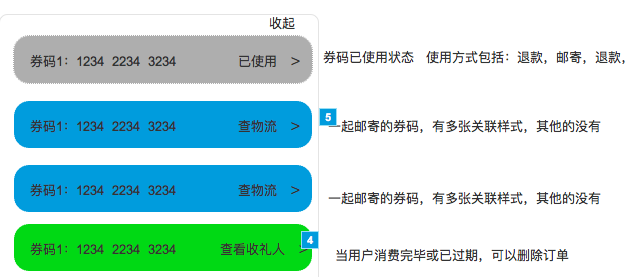 收起
券码1：1234 2234 3234 已使用 >
券码已使用状态 使用方式包括：退款，邮寄，退款，
券码1：1234 2234 3234 查物流 >
5
一起邮寄的券码，有多张关联样式，其他的没有
券码1：1234 2234 3234 查物流 >
一起邮寄的券码，有多张关联样式，其他的没有
4
券码1：1234 2234 3234 查看收礼人 >
当用户消费完毕或已过期，可以删除订单